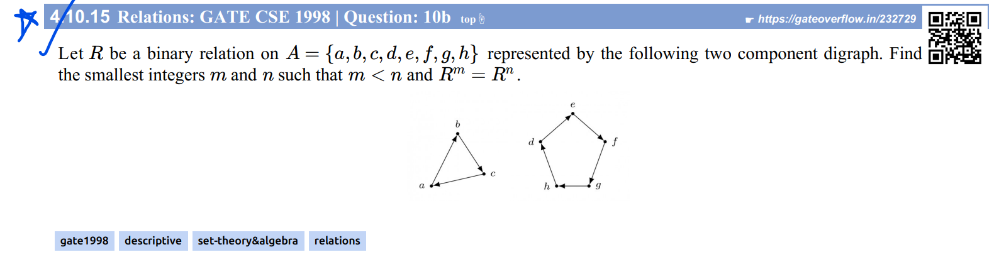 4.10.15 Relations: GATE CSE 1998 | Question: 10b top☝ ☛ https://gateoverflow.in/232729
Let R be a binary relation on A = {a, b, c, d, e, f, g, h} represented by the following two component digraph. Find
the smallest integers m and n such that m < n and Rᵐ = Rⁿ.
e
b
d
f
c
a
h
g
gate1998 descriptive set-theory&algebra relations